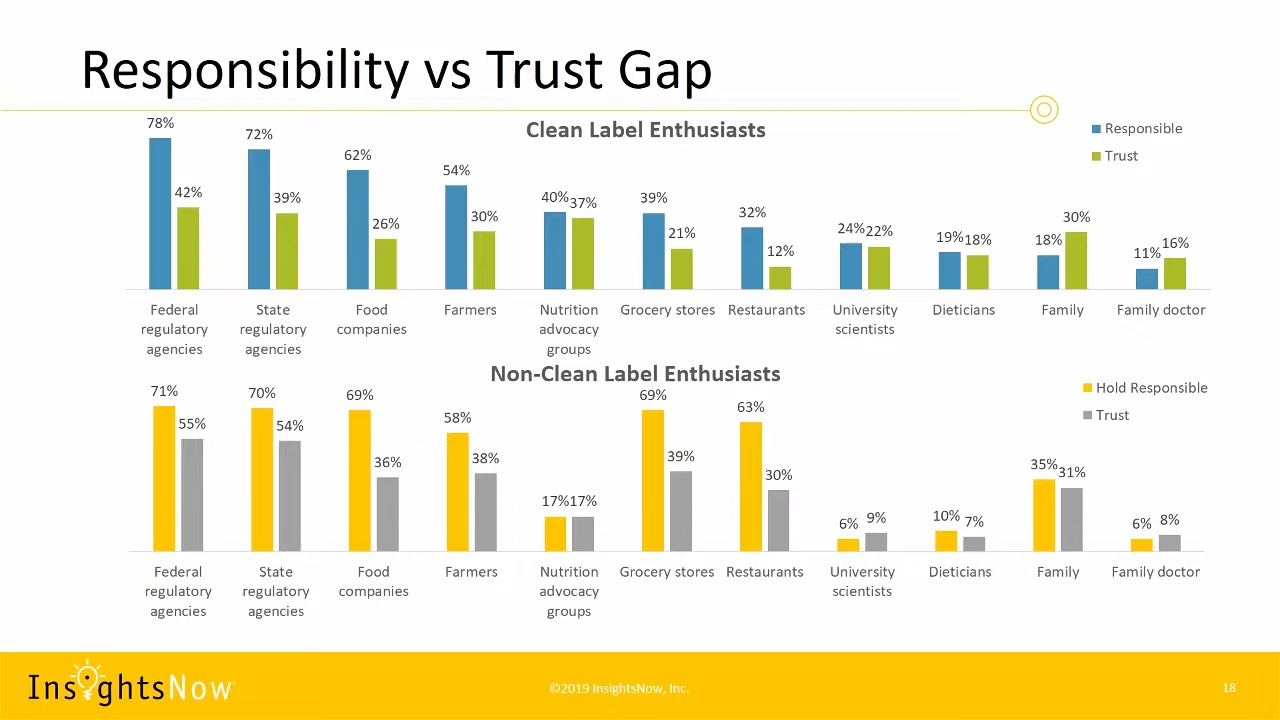 Responsibility vs Trust Gap
Clean Label Enthusiasts
Responsible
Trust
78%
42%
72%
39%
62%
26%
54%
30%
40%
37%
39%
21%
32%
12%
24%
22%
19%
18%
18%
30%
11%
16%
Federal
regulatory
agencies
State
regulatory
agencies
Food
companies
Farmers
Nutrition
advocacy
groups
Grocery stores
Restaurants
University
scientists
Dieticians
Family
Family doctor
Non-Clean Label Enthusiasts
Hold Responsible
Trust
71%
55%
70%
54%
69%
36%
58%
38%
17%
17%
69%
39%
63%
30%
6%
9%
10%
7%
35%
31%
6%
8%
Federal
regulatory
agencies
State
regulatory
agencies
Food
companies
Farmers
Nutrition
advocacy
groups
Grocery stores
Restaurants
University
scientists
Dieticians
Family
Family doctor
InsightsNow
©2019 InsightsNow, Inc.
18